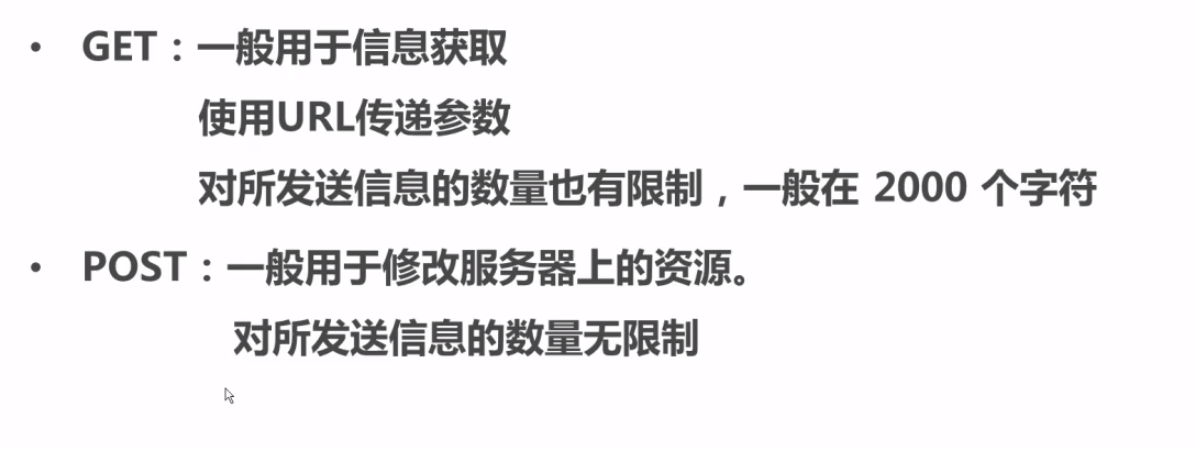 • GET：一般用于信息获取
使用URL传递参数
对所发送信息的数量也有限制，一般在 2000 个字符
• POST：一般用于修改服务器上的资源。
对所发送信息的数量无限制